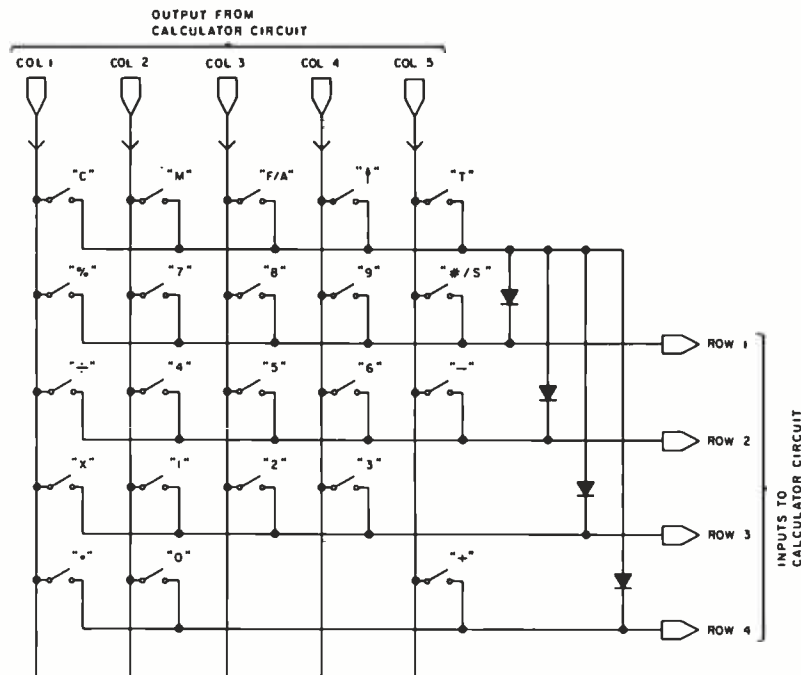 OUTPUT FROM
CALCULATOR CIRCUIT
COL 1 COL 2 COL 3 COL 4 COL 5
"C" "M" "F/A" "↑" "T"
"%" "7" "8" "9" "#/S"
ROW 1
"÷" "4" "5" "6" "−"
ROW 2
"X" "1" "2" "3"
ROW 3
"•" "0" "+"
ROW 4
INPUTS TO
CALCULATOR CIRCUIT